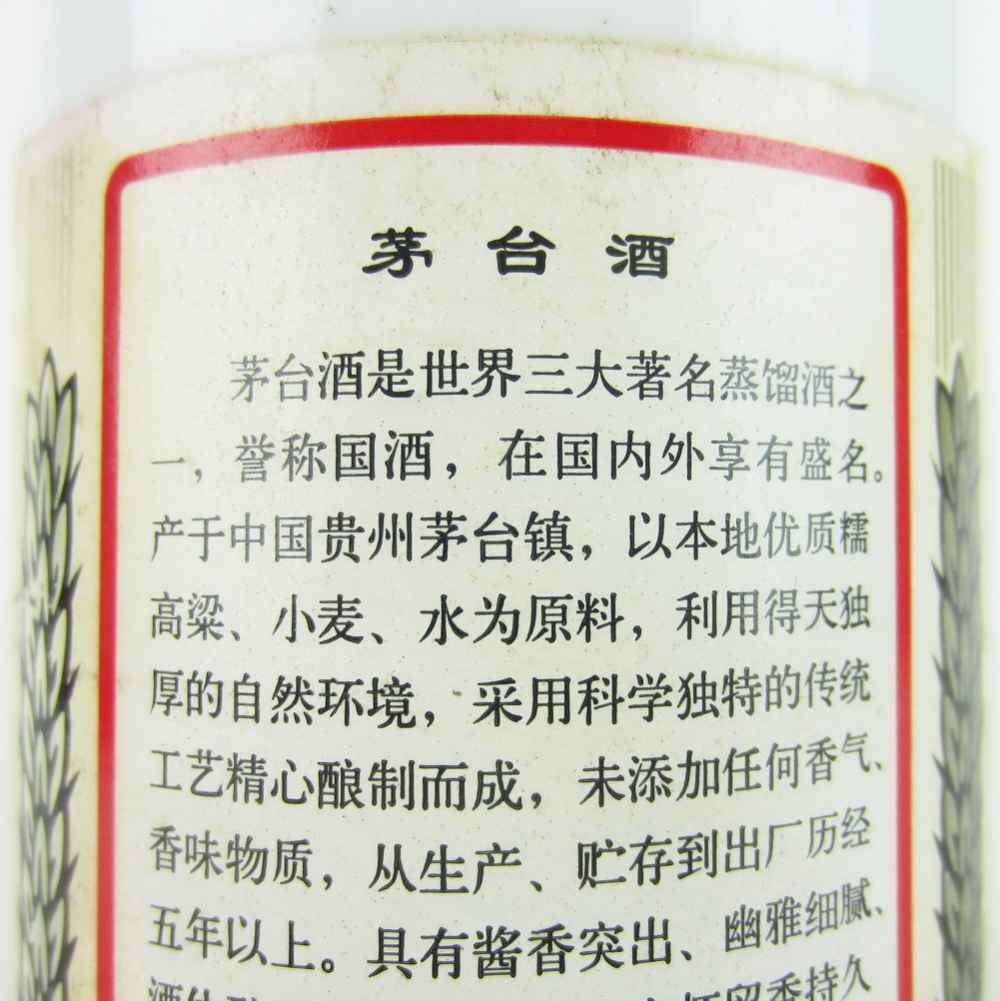 茅台酒
茅台酒是世界三大著名蒸馏酒之
一，誉称国酒，在国内外享有盛名。
产于中国贵州茅台镇，以本地优质糯
高粱、小麦、水为原料，利用得天独
厚的自然环境，采用科学独特的传统
工艺精心酿制而成，未添加任何香气、
香味物质，从生产、贮存到出厂历经
五年以上。具有酱香突出、幽雅细腻、
留香持久